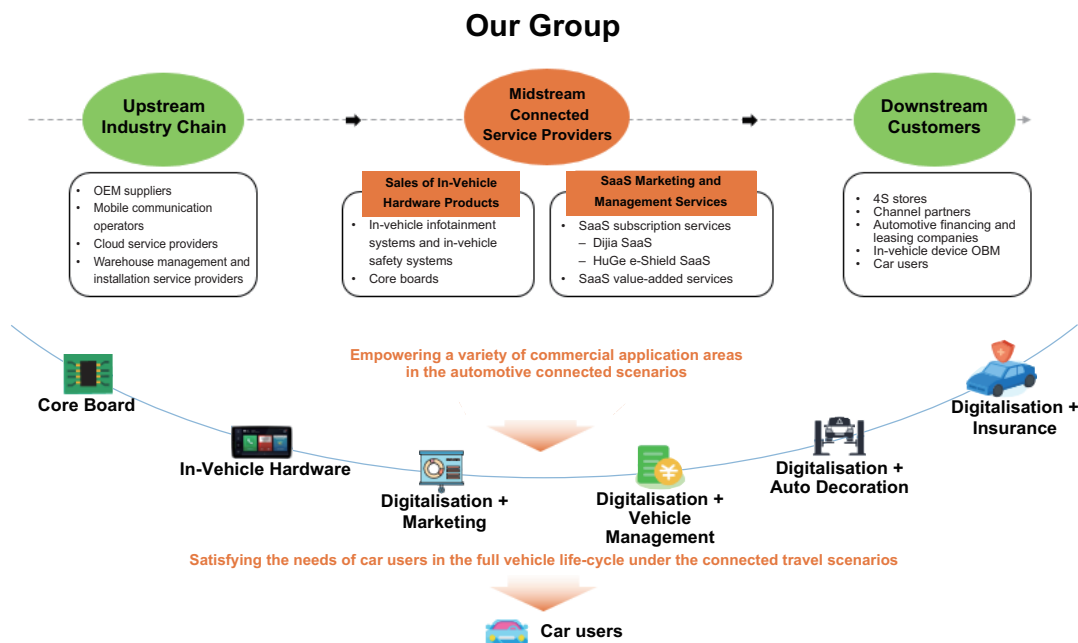 Our Group
Upstream
Industry Chain
Midstream
Connected
Service Providers
Downstream
Customers
• OEM suppliers
• Mobile communication
operators
• Cloud service providers
• Warehouse management and
installation service providers
Sales of In-Vehicle
Hardware Products
• In-vehicle infotainment
systems and in-vehicle
safety systems
• Core boards
SaaS Marketing and
Management Services
• SaaS subscription services
– Dijia SaaS
– HuGe e-Shield SaaS
• SaaS value-added services
• 4S stores
• Channel partners
• Automotive financing and
leasing companies
• In-vehicle device OBM
• Car users
Empowering a variety of commercial application areas
in the automotive connected scenarios
Core Board
In-Vehicle Hardware
Digitalisation +
Marketing
¥
Digitalisation +
Vehicle
Management
Digitalisation +
Auto Decoration
Digitalisation +
Insurance
Satisfying the needs of car users in the full vehicle life-cycle under the connected travel scenarios
Car users